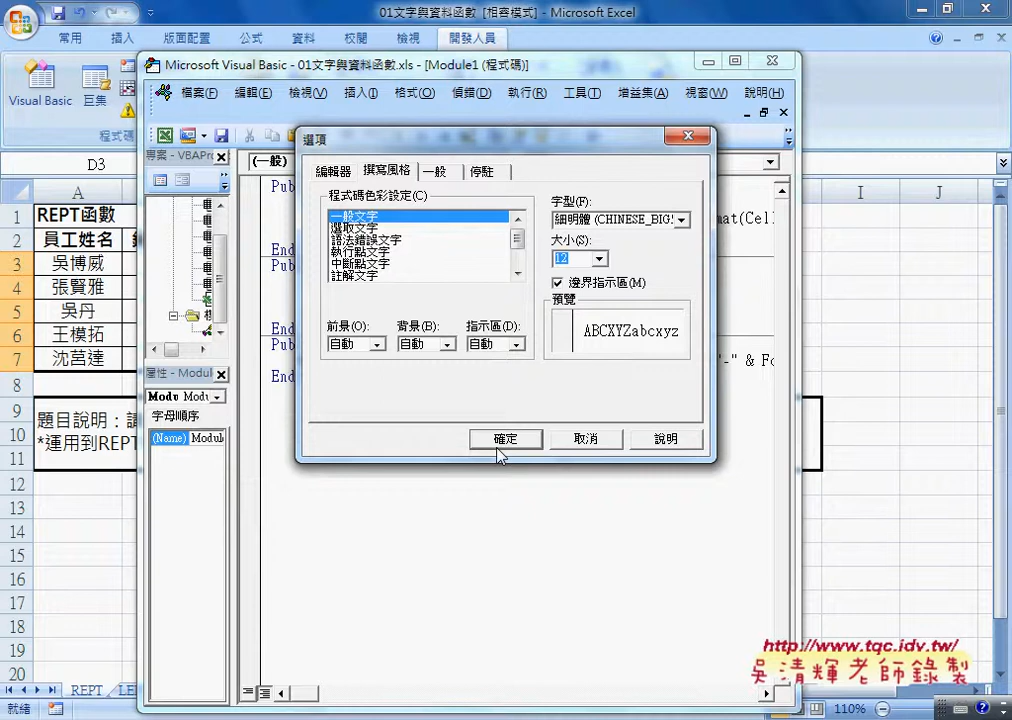 01文字與資料函數 [相容模式] - Microsoft Excel
常用 插入 版面配置 公式 資料 校閱 檢視 開發人員
Visual Basic 巨集
程式碼
D3
A I J
1 REPT函數
2 員工姓名
3 吳博威
4 張賢雅
5 吳丹
6 王模拓
7 沈莒達
8
9 題目說明：請
10 *運用到REPT
11
12
13
14
15
16
17
18
19
20
REPT LE
就緒 110%
Microsoft Visual Basic - 01文字與資料函數.xls - [Module1 (程式碼)]
檔案(F) 編輯(E) 檢視(V) 插入(I) 格式(O) 偵錯(D) 執行(R) 工具(T) 增益集(A) 視窗(W) 說明(H)
專案 - VBAPro
(一般)
Pub
mat(Cel
End
Pub
End
Pub
"-" & Fo
End
屬性 - Modul
Modu Modu
字母順序
(Name) Modul
選項
編輯器 撰寫風格 一般 停駐
程式碼色彩設定(C)
一般文字
選取文字
語法錯誤文字
執行點文字
中斷點文字
註解文字
前景(O): 背景(B): 指示區(D):
自動 自動 自動
字型(F):
細明體 (CHINESE_BIG
大小(S):
12
邊界指示區(M)
預覽
ABCXYZabcxyz
確定 取消 說明
http://www.tqc.idv.tw/
吳清輝老師錄製